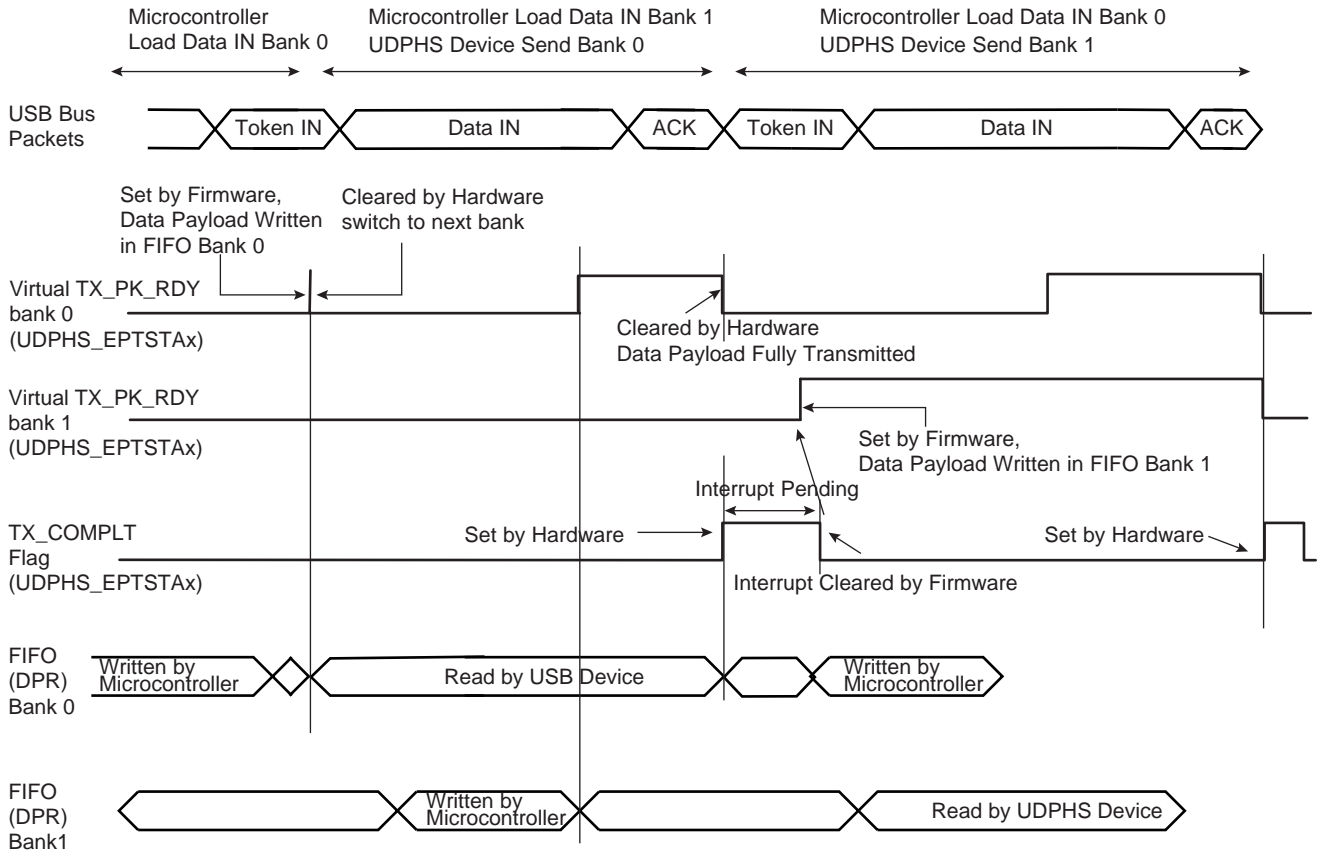 Microcontroller
Load Data IN Bank 0
Microcontroller Load Data IN Bank 1
UDPHS Device Send Bank 0
Microcontroller Load Data IN Bank 0
UDPHS Device Send Bank 1
USB Bus
Packets
Token IN
Data IN
ACK
Token IN
Data IN
ACK
Set by Firmware,
Data Payload Written
in FIFO Bank 0
Cleared by Hardware
switch to next bank
Virtual TX_PK_RDY
bank 0
(UDPHS_EPTSTAx)
Cleared by Hardware
Data Payload Fully Transmitted
Virtual TX_PK_RDY
bank 1
(UDPHS_EPTSTAx)
Set by Firmware,
Data Payload Written in FIFO Bank 1
Interrupt Pending
TX_COMPLT
Flag
(UDPHS_EPTSTAx)
Set by Hardware
Set by Hardware
Interrupt Cleared by Firmware
FIFO
(DPR)
Bank 0
Written by
Microcontroller
Read by USB Device
Written by
Microcontroller
FIFO
(DPR)
Bank1
Written by
Microcontroller
Read by UDPHS Device